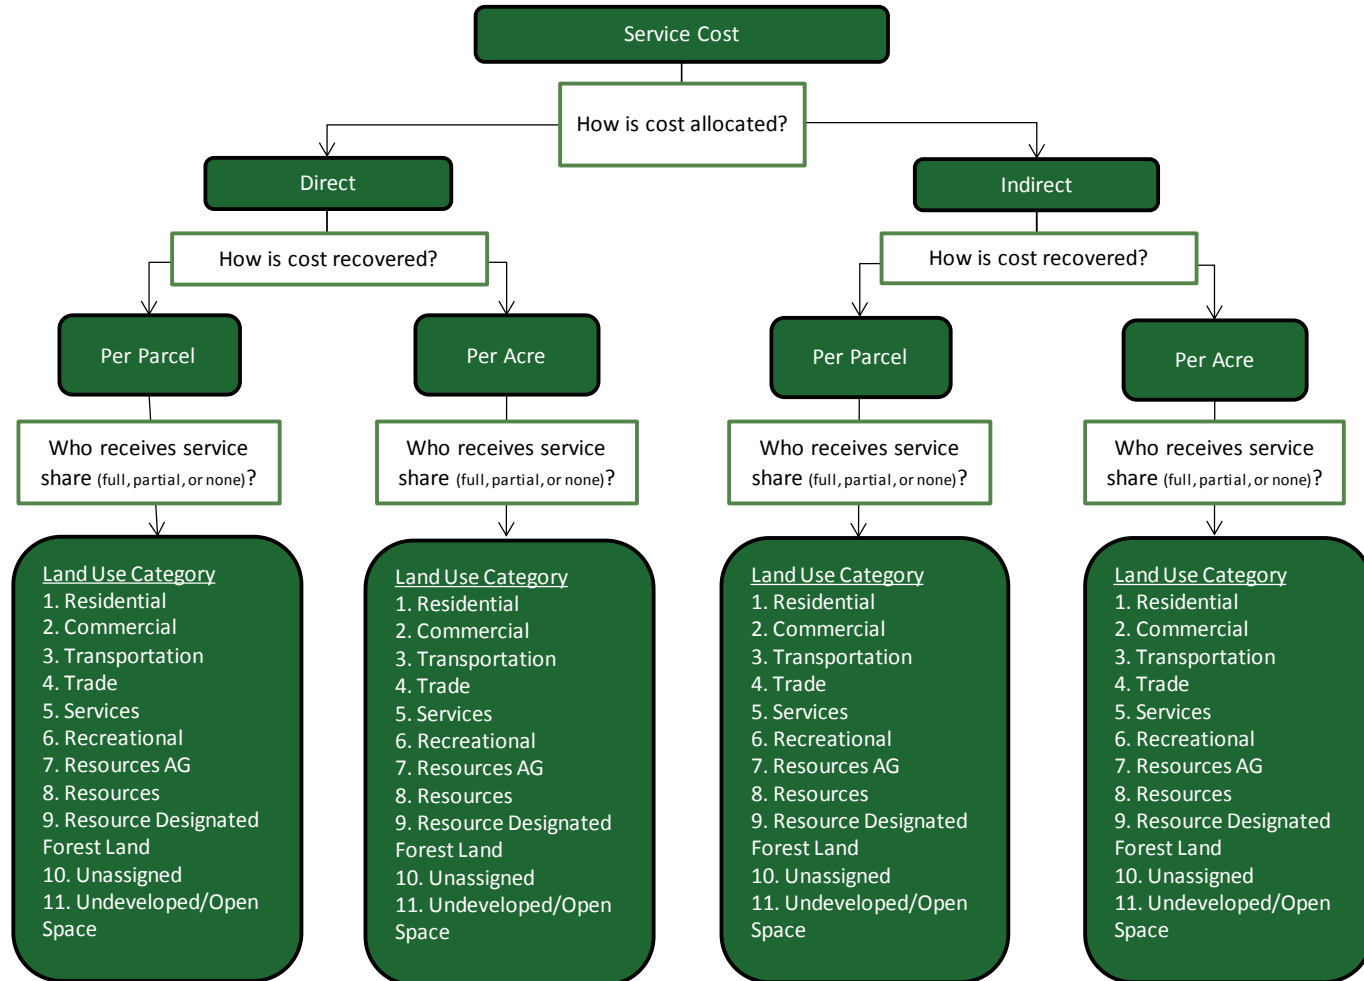 Service Cost
How is cost allocated?
Direct
Indirect
How is cost recovered?
How is cost recovered?
Per Parcel
Per Acre
Per Parcel
Per Acre
Who receives service
share (full, partial, or none)?
Who receives service
share (full, partial, or none)?
Who receives service
share (full, partial, or none)?
Who receives service
share (full, partial, or none)?
Land Use Category
1. Residential
2. Commercial
3. Transportation
4. Trade
5. Services
6. Recreational
7. Resources AG
8. Resources
9. Resource Designated
Forest Land
10. Unassigned
11. Undeveloped/Open
Space
Land Use Category
1. Residential
2. Commercial
3. Transportation
4. Trade
5. Services
6. Recreational
7. Resources AG
8. Resources
9. Resource Designated
Forest Land
10. Unassigned
11. Undeveloped/Open
Space
Land Use Category
1. Residential
2. Commercial
3. Transportation
4. Trade
5. Services
6. Recreational
7. Resources AG
8. Resources
9. Resource Designated
Forest Land
10. Unassigned
11. Undeveloped/Open
Space
Land Use Category
1. Residential
2. Commercial
3. Transportation
4. Trade
5. Services
6. Recreational
7. Resources AG
8. Resources
9. Resource Designated
Forest Land
10. Unassigned
11. Undeveloped/Open
Space